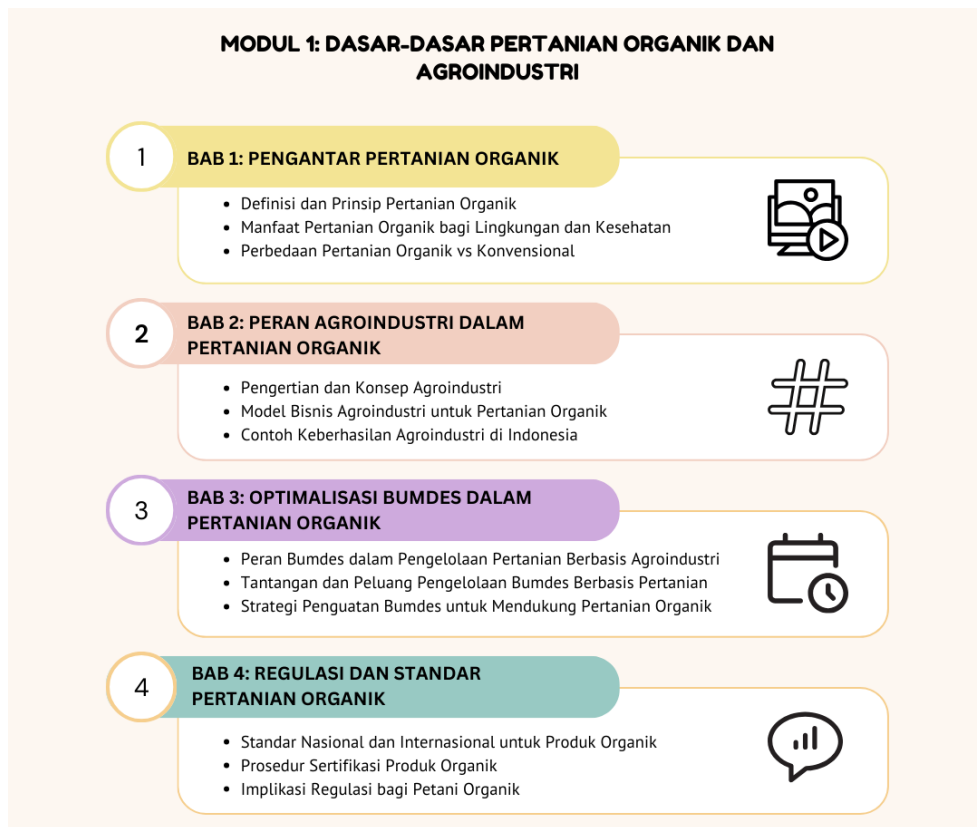 MODUL 1: DASAR-DASAR PERTANIAN ORGANIK DAN
AGROINDUSTRI
1
BAB 1: PENGANTAR PERTANIAN ORGANIK
• Definisi dan Prinsip Pertanian Organik
• Manfaat Pertanian Organik bagi Lingkungan dan Kesehatan
• Perbedaan Pertanian Organik vs Konvensional
2
BAB 2: PERAN AGROINDUSTRI DALAM
PERTANIAN ORGANIK
• Pengertian dan Konsep Agroindustri
• Model Bisnis Agroindustri untuk Pertanian Organik
• Contoh Keberhasilan Agroindustri di Indonesia
3
BAB 3: OPTIMALISASI BUMDES DALAM
PERTANIAN ORGANIK
• Peran Bumdes dalam Pengelolaan Pertanian Berbasis Agroindustri
• Tantangan dan Peluang Pengelolaan Bumdes Berbasis Pertanian
• Strategi Penguatan Bumdes untuk Mendukung Pertanian Organik
4
BAB 4: REGULASI DAN STANDAR
PERTANIAN ORGANIK
• Standar Nasional dan Internasional untuk Produk Organik
• Prosedur Sertifikasi Produk Organik
• Implikasi Regulasi bagi Petani Organik